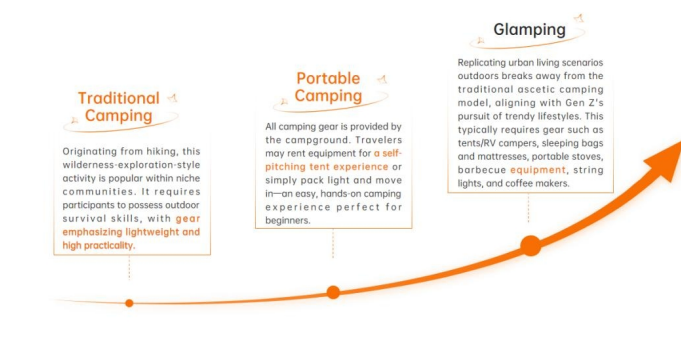 Traditional
Camping
Originating from hiking, this
wilderness-exploration-style
activity is popular within niche
communities. It requires
participants to possess outdoor
survival skills, with gear
emphasizing lightweight and
high practicality.
Portable
Camping
All camping gear is provided by
the campground. Travelers
may rent equipment for a self-
pitching tent experience or
simply pack light and move
in—an easy, hands-on camping
experience perfect for
beginners.
Glamping
Replicating urban living scenarios
outdoors breaks away from the
traditional ascetic camping
model, aligning with Gen Z's
pursuit of trendy lifestyles. This
typically requires gear such as
tents/RV campers, sleeping bags
and mattresses, portable stoves,
barbecue equipment, string
lights, and coffee makers.